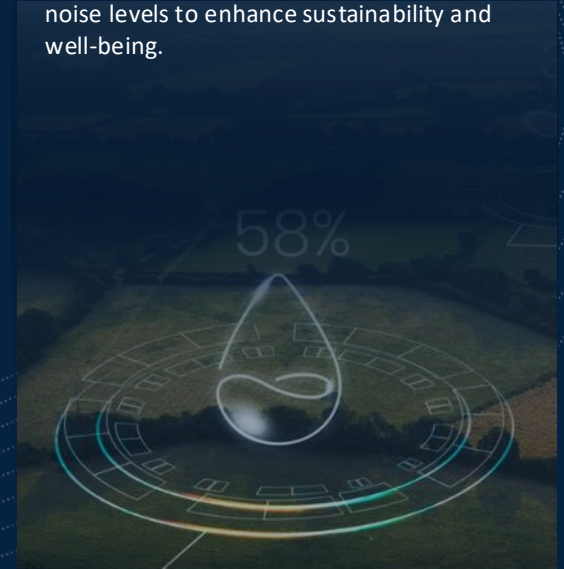 noise levels to enhance sustainability and
well-being.
58%